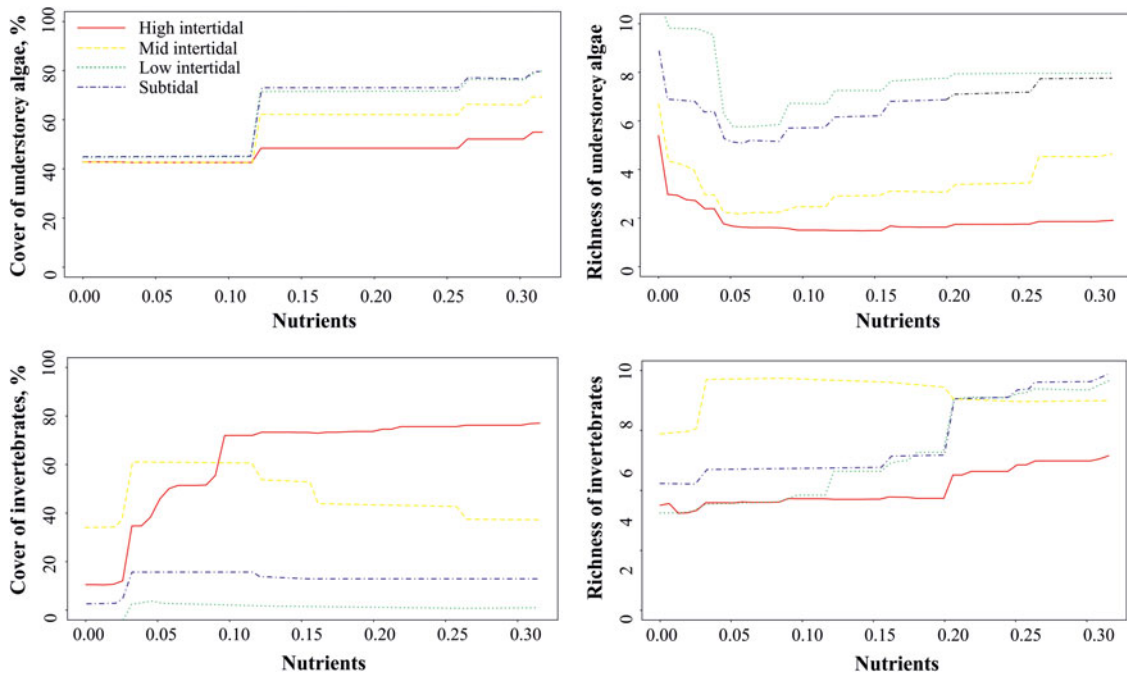 Cover of understorey algae, %
100
80
60
40
20
0
High intertidal
Mid intertidal
Low intertidal
Subtidal
0.00 0.05 0.10 0.15 0.20 0.25 0.30
Nutrients
Richness of understorey algae
10
8
6
4
2
0
0.00 0.05 0.10 0.15 0.20 0.25 0.30
Nutrients
Cover of invertebrates, %
100
80
60
40
20
0
0.00 0.05 0.10 0.15 0.20 0.25 0.30
Nutrients
Richness of invertebrates
10
8
6
4
2
0
0.00 0.05 0.10 0.15 0.20 0.25 0.30
Nutrients